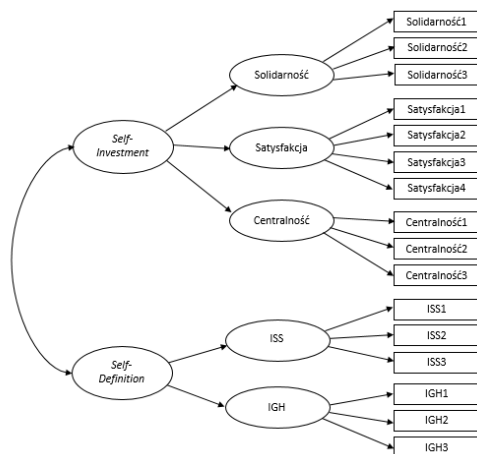 Solidarność1
Solidarność2
Solidarność3
Solidarność
Satysfakcja1
Satysfakcja2
Satysfakcja3
Satysfakcja4
Self-
Investment
Satysfakcja
Centralność
Centralność1
Centralność2
Centralność3
ISS1
ISS2
ISS3
ISS
Self-
Definition
IGH
IGH1
IGH2
IGH3